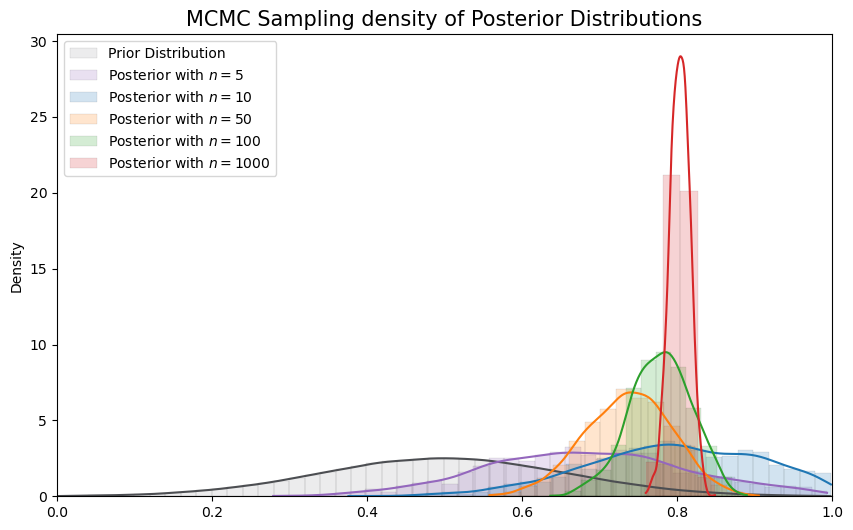 MCMC Sampling density of Posterior Distributions
30
25
20
15
10
5
0
Density
Prior Distribution
Posterior with n = 5
Posterior with n = 10
Posterior with n = 50
Posterior with n = 100
Posterior with n = 1000
0.0 0.2 0.4 0.6 0.8 1.0